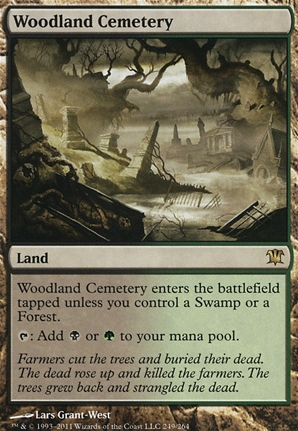 Woodland Cemetery
Land
Woodland Cemetery enters the battlefield
tapped unless you control a Swamp or a
Forest.
: Add or to your mana pool.
Farmers cut the trees and buried their dead.
The dead rose up and killed the farmers. The
trees grew back and strangled the dead.
Lars Grant-West
™ & © 1993–2011 Wizards of the Coast LLC 249/264